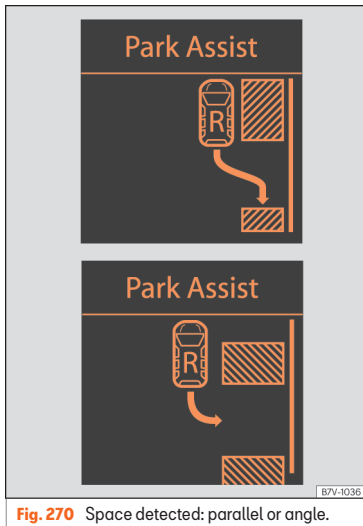 Park Assist
R
Park Assist
R
B7V-1036
Fig. 270 Space detected: parallel or angle.